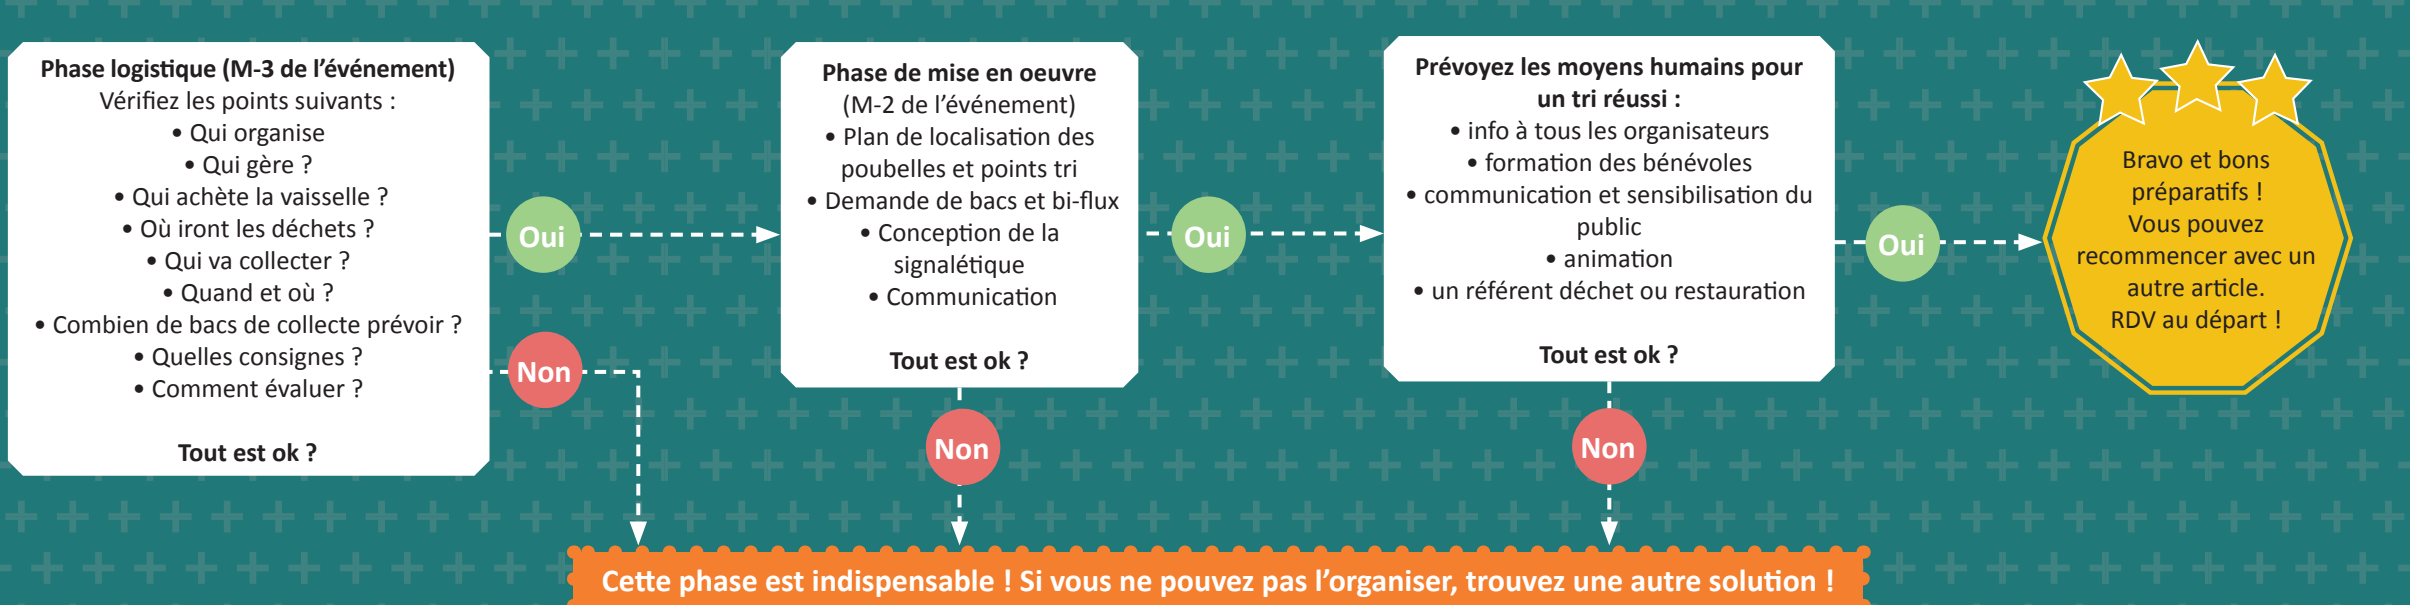 Phase logistique (M-3 de l’événement)
Vérifiez les points suivants :
• Qui organise
• Qui gère ?
• Qui achète la vaisselle ?
• Où iront les déchets ?
• Qui va collecter ?
• Quand et où ?
• Combien de bacs de collecte prévoir ?
• Quelles consignes ?
• Comment évaluer ?
Tout est ok ?
Oui
Non
Phase de mise en oeuvre
(M-2 de l’événement)
• Plan de localisation des
poubelles et points tri
• Demande de bacs et bi-flux
• Conception de la
signalétique
• Communication
Tout est ok ?
Oui
Non
Prévoyez les moyens humains pour
un tri réussi :
• info à tous les organisateurs
• formation des bénévoles
• communication et sensibilisation du
public
• animation
• un référent déchet ou restauration
Tout est ok ?
Oui
Non
Bravo et bons
préparatifs !
Vous pouvez
recommencer avec un
autre article.
RDV au départ !
Cette phase est indispensable ! Si vous ne pouvez pas l’organiser, trouvez une autre solution !